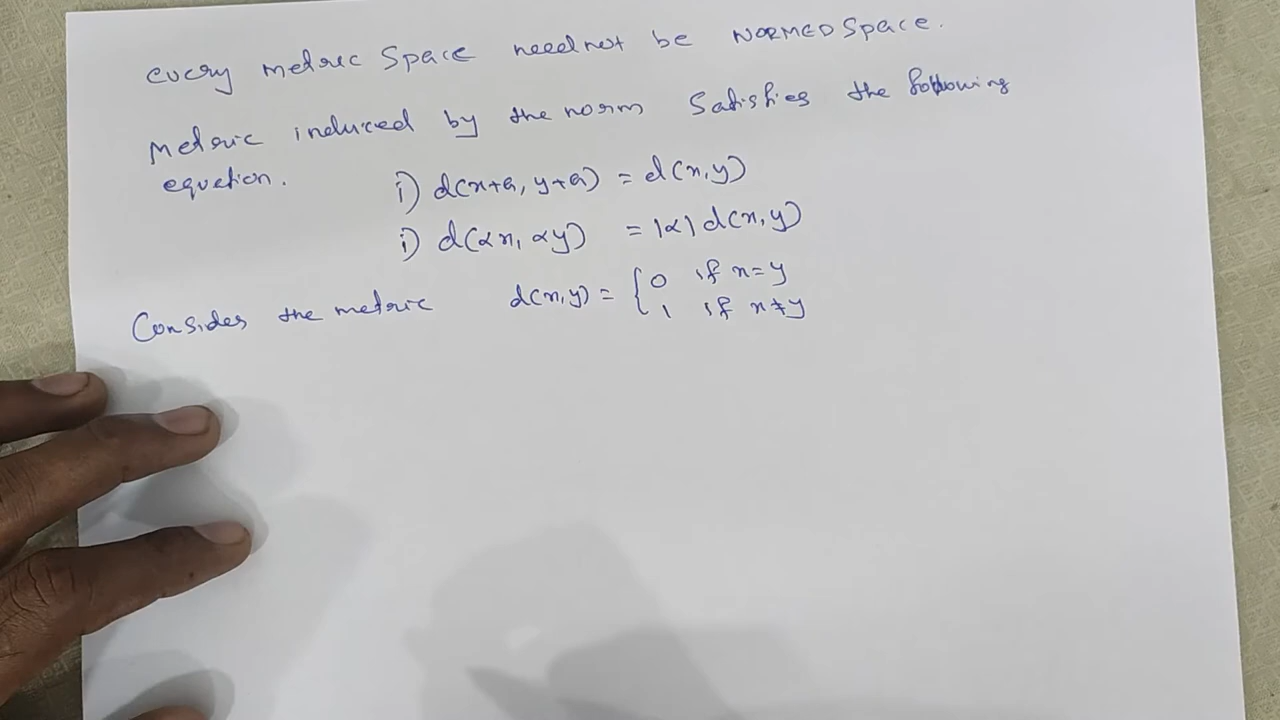 every metric Space need not be NORMED Space.
Metric induced by the norm Satisfies the following
equation.
i) d(x+a, y+a) = d(x,y)
i) d(αx, αy) = |α| d(x,y)
Consider the metric d(x,y) = { 0 if x=y
1 if x≠y